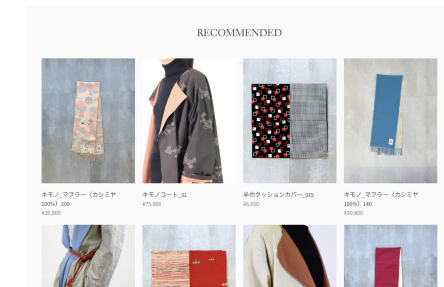 RECOMMENDED
キモノ_マフラー（カシミヤ
100%）200
¥30,800
キモノコート_31
¥75,900
半巾クッションカバー_015
¥6,600
キモノ_マフラー（カシミヤ
100%）140
¥30,800